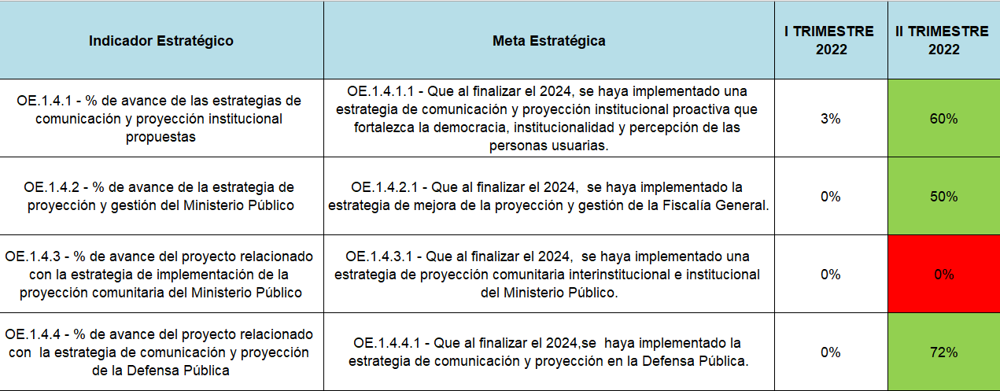 Indicador Estratégico
Meta Estratégica
I TRIMESTRE
2022
II TRIMESTRE
2022
OE.1.4.1 - % de avance de las estrategias de
comunicación y proyección institucional
propuestas
OE.1.4.1.1 - Que al finalizar el 2024, se haya implementado una
estrategia de comunicación y proyección institucional proactiva que
fortalezca la democracia, institucionalidad y percepción de las
personas usuarias.
3%
60%
OE.1.4.2 - % de avance de la estrategia de
proyección y gestión del Ministerio Público
OE.1.4.2.1 - Que al finalizar el 2024,  se haya implementado la
estrategia de mejora de la proyección y gestión de la Fiscalía General.
0%
50%
OE.1.4.3 - % de avance del proyecto relacionado
con la estrategia de implementación de la
proyección comunitaria del Ministerio Público
OE.1.4.3.1 - Que al finalizar el 2024,  se haya implementado una
estrategia de proyección comunitaria interinstitucional e institucional
del Ministerio Público.
0%
0%
OE.1.4.4 - % de avance del proyecto relacionado
con  la estrategia de comunicación y proyección
de la Defensa Pública
OE.1.4.4.1 - Que al finalizar el 2024,se  haya implementado la
estrategia de comunicación y proyección en la Defensa Pública.
0%
72%